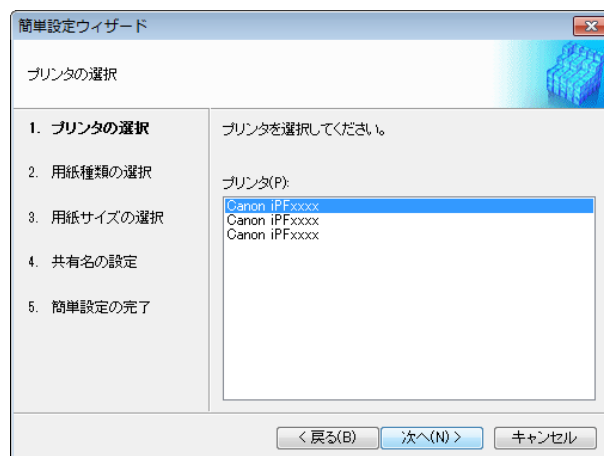 簡単設定ウィザード
プリンタの選択
1. プリンタの選択
2. 用紙種類の選択
3. 用紙サイズの選択
4. 共有名の設定
5. 簡単設定の完了
プリンタを選択してください。
プリンタ(P):
Canon iPFxxxx
Canon iPFxxxx
Canon iPFxxxx
< 戻る(B)
次へ(N) >
キャンセル